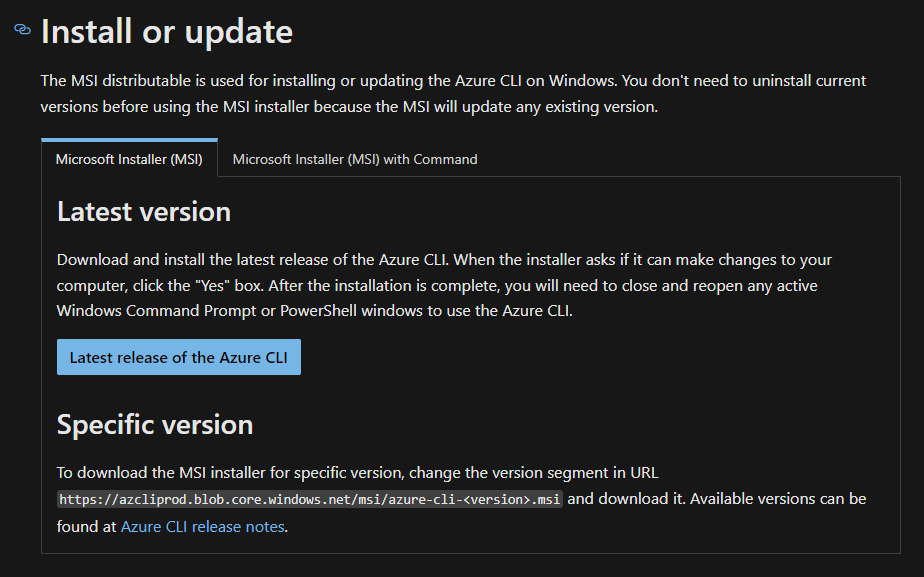 Install or update
The MSI distributable is used for installing or updating the Azure CLI on Windows. You don't need to uninstall current
versions before using the MSI installer because the MSI will update any existing version.
Microsoft Installer (MSI)
Microsoft Installer (MSI) with Command
Latest version
Download and install the latest release of the Azure CLI. When the installer asks if it can make changes to your
computer, click the "Yes" box. After the installation is complete, you will need to close and reopen any active
Windows Command Prompt or PowerShell windows to use the Azure CLI.
Latest release of the Azure CLI
Specific version
To download the MSI installer for specific version, change the version segment in URL
https://azcliprod.blob.core.windows.net/msi/azure-cli-<version>.msi and download it. Available versions can be
found at Azure CLI release notes.